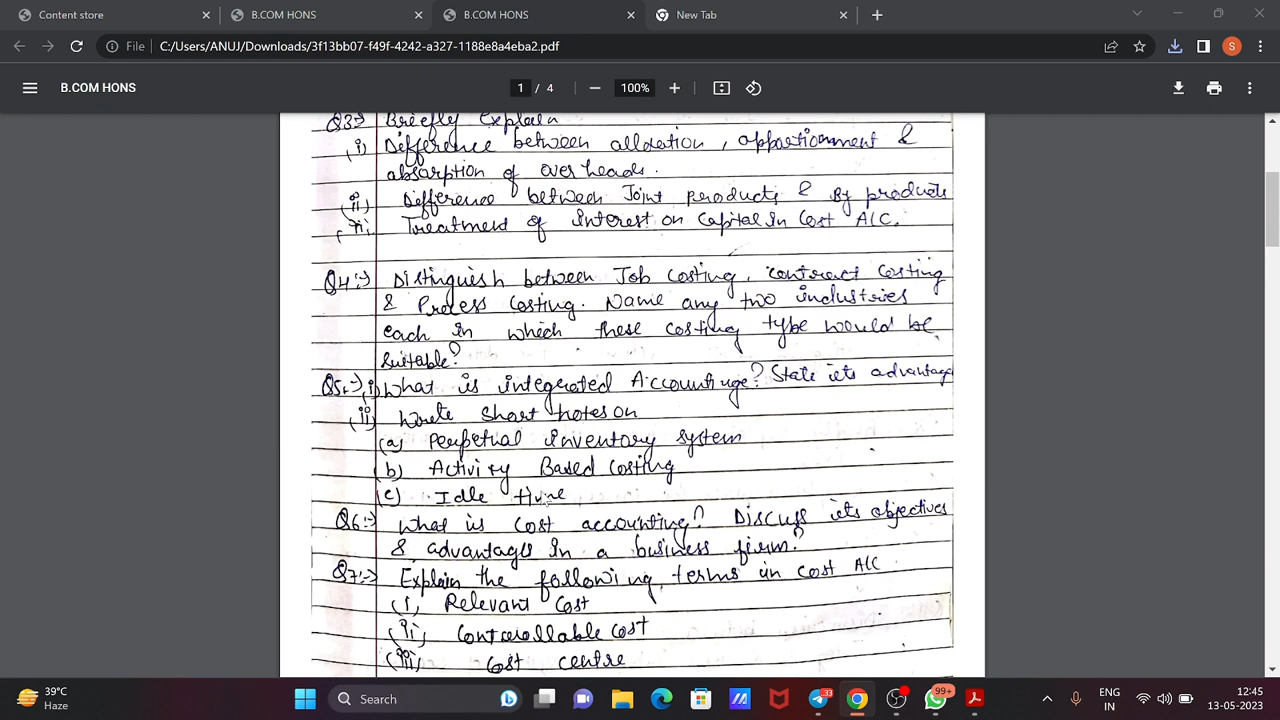 Content store
B.COM HONS
B.COM HONS
New Tab
File C:/Users/ANUJ/Downloads/3f13bb07-f49f-4242-a327-1188e8a4eba2.pdf
S
B.COM HONS
1 / 4
100%
Q3:-) Briefly Explain
(i) Difference between allocation, apportionment &
absorption of overheads.
(ii) Difference between Joint products & By products
(iii) Treatment of interest on Capital in Cost A/C.
Q4:-) Distinguish between Job Costing, contract Costing
& Process Costing. Name any two industries
each in which these costing type would be
suitable?
Q5:-) (i) What is integrated Accounting? State its advantage
(ii) Write Short notes on
(a) Perpetual inventory system
(b) Activity Based Costing
(c) Idle time
Q6:-) What is Cost accounting? Discuss its objectives
& advantages in a business firm?
Q7:-) Explain the following terms in cost A/C
(i) Relevant Cost
(ii) Controllable Cost
(iii) Cost centre
39°C
Haze
Search
33
99+
ENG
IN
12:45
13-05-2023